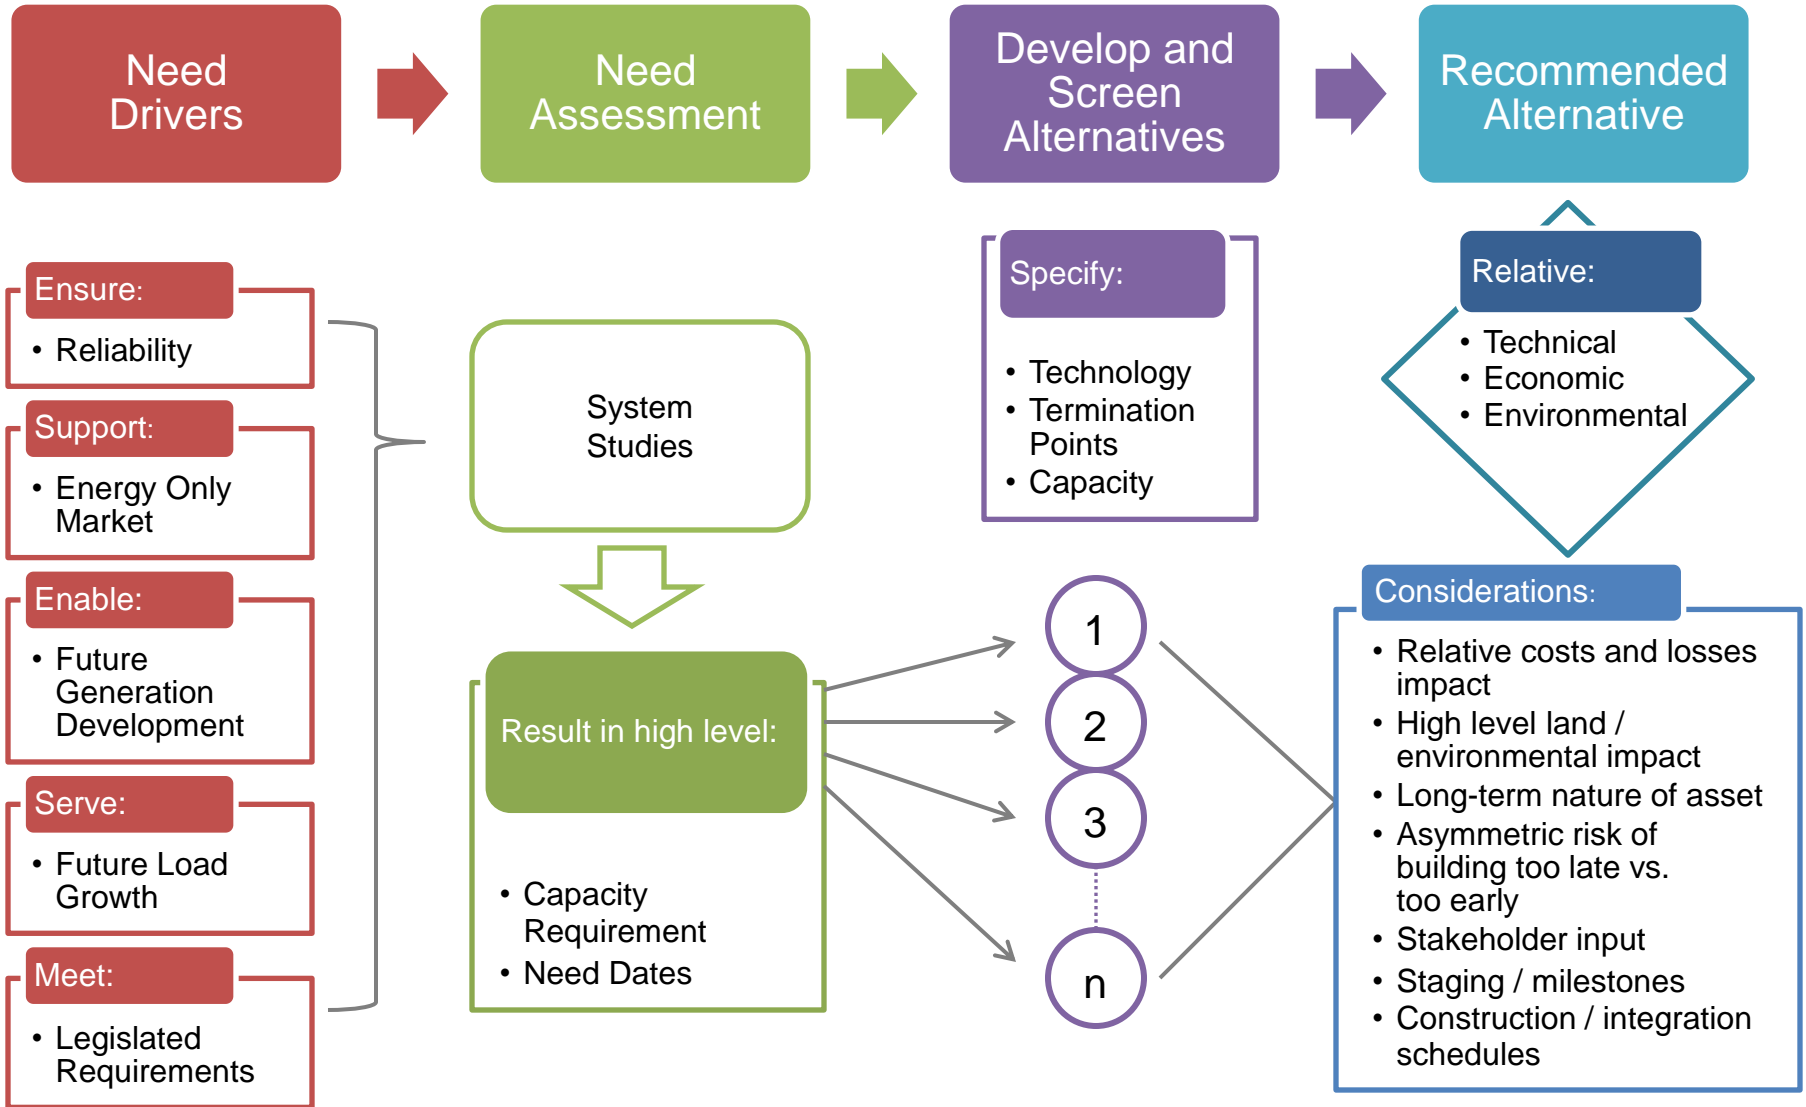 Need
Drivers
Need
Assessment
Develop and
Screen
Alternatives
Recommended
Alternative
Ensure:
• Reliability
Support:
• Energy Only
Market
Enable:
• Future
Generation
Development
Serve:
• Future Load
Growth
Meet:
• Legislated
Requirements
System
Studies
Result in high level:
• Capacity
Requirement
• Need Dates
Specify:
• Technology
• Termination
Points
• Capacity
1
2
3
n
Relative:
• Technical
• Economic
• Environmental
Considerations:
• Relative costs and losses
impact
• High level land /
environmental impact
• Long-term nature of asset
• Asymmetric risk of
building too late vs.
too early
• Stakeholder input
• Staging / milestones
• Construction / integration
schedules